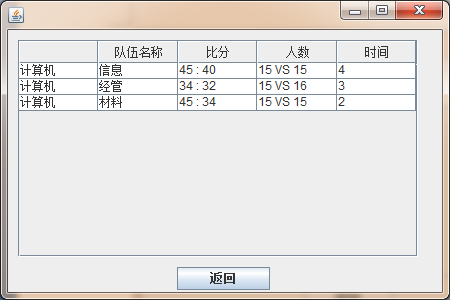 队伍名称 比分 人数 时间
计算机 信息 45 : 40 15 VS 15 4
计算机 经管 34 : 32 15 VS 16 3
计算机 材料 45 : 34 15 VS 15 2
返回